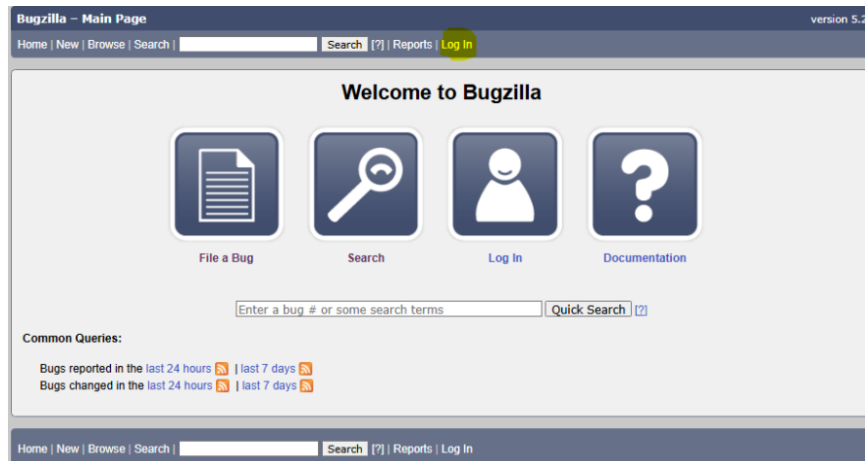 Bugzilla – Main Page version 5.2
Home | New | Browse | Search | Search [?] | Reports | Log In
Welcome to Bugzilla
File a Bug Search Log In Documentation
Enter a bug # or some search terms Quick Search [?]
Common Queries:
Bugs reported in the last 24 hours | last 7 days
Bugs changed in the last 24 hours | last 7 days
Home | New | Browse | Search | Search [?] | Reports | Log In